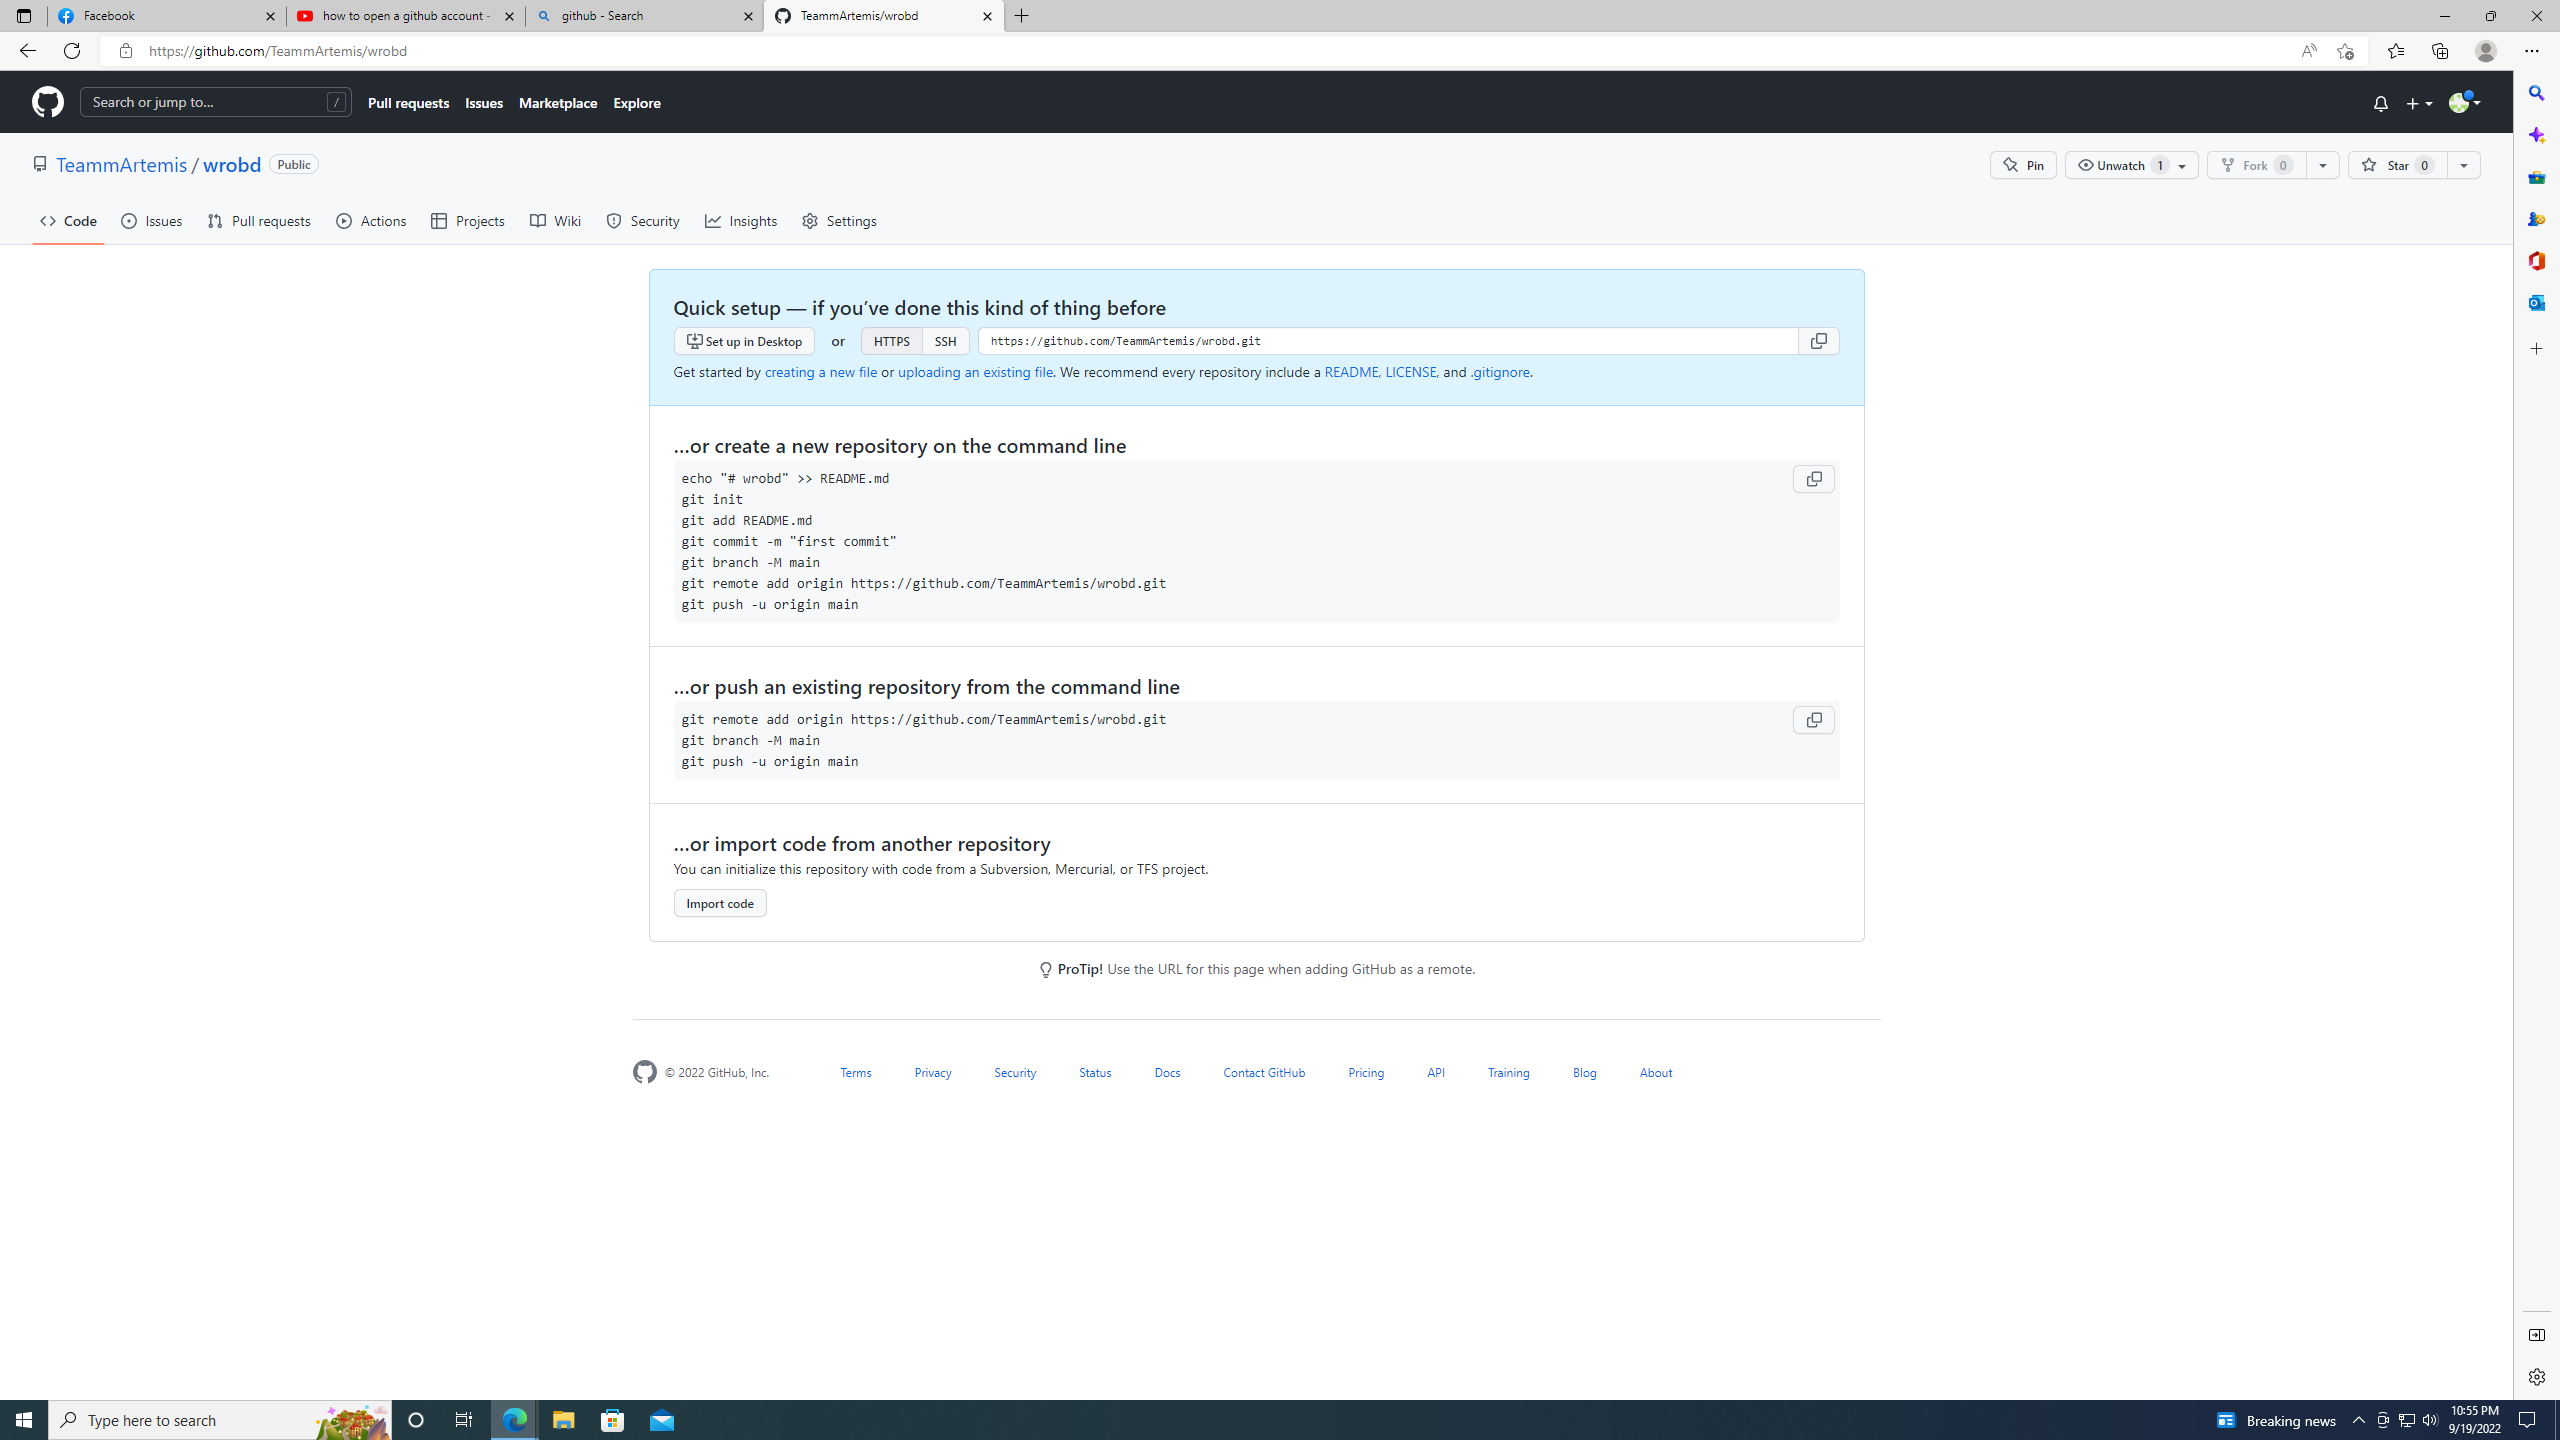 Facebook
how to open a github account -
github - Search
TeammArtemis/wrobd
https://github.com/TeammArtemis/wrobd
Search or jump to...
/
Pull requests
Issues
Marketplace
Explore
TeammArtemis / wrobd
Public
Pin
Unwatch 1
Fork 0
Star 0
Code
Issues
Pull requests
Actions
Projects
Wiki
Security
Insights
Settings
Quick setup — if you’ve done this kind of thing before
Set up in Desktop
or
HTTPS
SSH
https://github.com/TeammArtemis/wrobd.git
Get started by creating a new file or uploading an existing file. We recommend every repository include a README, LICENSE, and .gitignore.
…or create a new repository on the command line
echo "# wrobd" >> README.md
git init
git add README.md
git commit -m "first commit"
git branch -M main
git remote add origin https://github.com/TeammArtemis/wrobd.git
git push -u origin main
…or push an existing repository from the command line
git remote add origin https://github.com/TeammArtemis/wrobd.git
git branch -M main
git push -u origin main
…or import code from another repository
You can initialize this repository with code from a Subversion, Mercurial, or TFS project.
Import code
ProTip! Use the URL for this page when adding GitHub as a remote.
© 2022 GitHub, Inc.
Terms
Privacy
Security
Status
Docs
Contact GitHub
Pricing
API
Training
Blog
About
Type here to search
Breaking news
10:55 PM
9/19/2022